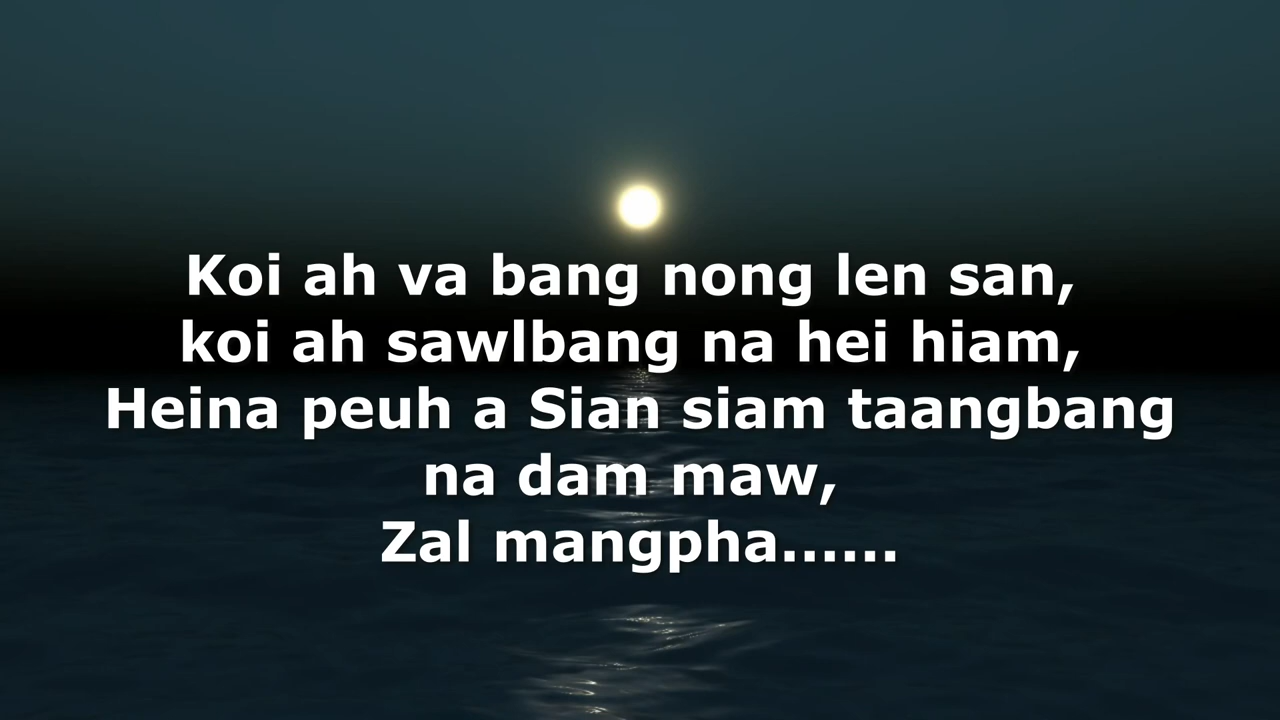 Koi ah va bang nong len san,
koi ah sawlbang na hei hiam,
Heina peuh a Sian siam taangbang
na dam maw,
Zal mangpha......